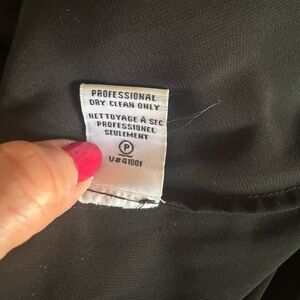 PROFESSIONAL
DRY CLEAN ONLY
NETTOYAGE À SEC
PROFESSIONEL
SEULEMENT
P
V#41001